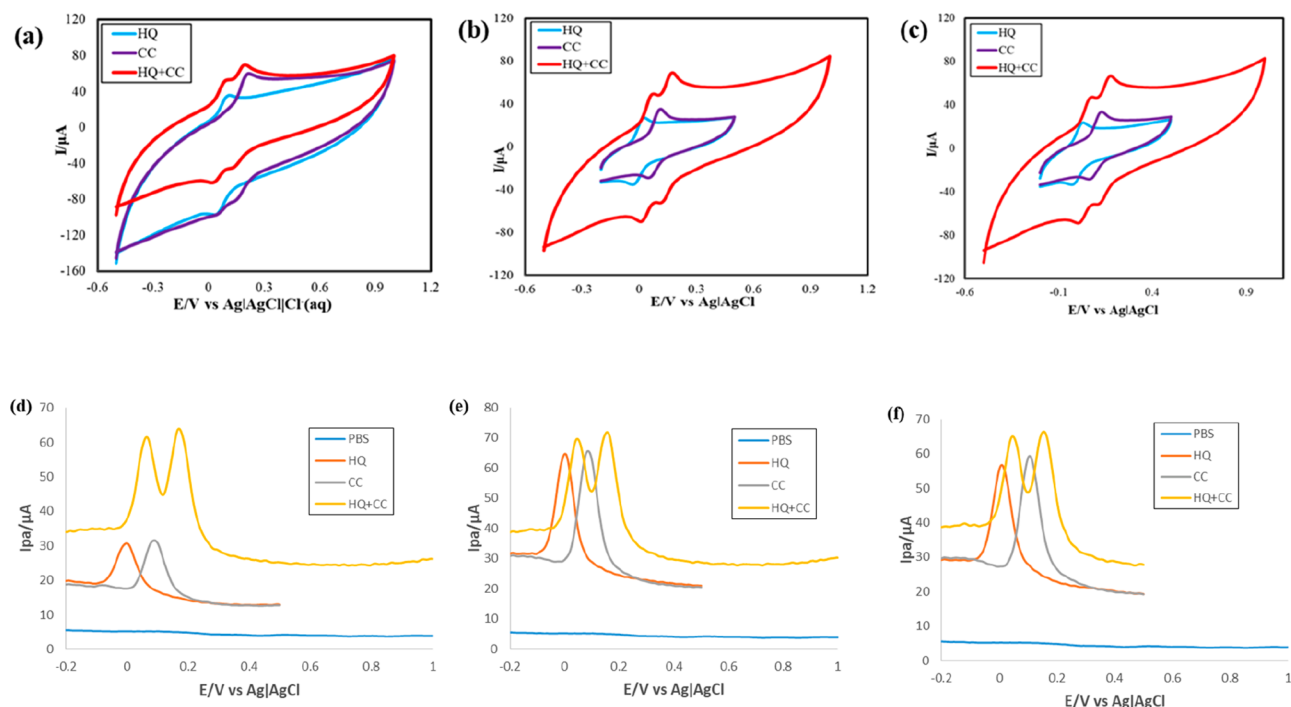 (a)
HQ
CC
HQ+CC
120
80
40
0
-40
-80
-120
-160
I/µA
-0.6 -0.3 0 0.3 0.6 0.9 1.2
E/V vs Ag|AgCl|Cl-(aq)
(b)
HQ
CC
HQ+CC
120
80
40
0
-40
-80
-120
I/µA
-0.6 -0.2 0.2 0.6 1
E/V vs Ag|AgCl
(c)
HQ
CC
HQ+CC
120
80
40
0
-40
-80
-120
I/µA
-0.6 -0.1 0.4 0.9
E/V vs Ag|AgCl
(d)
PBS
HQ
CC
HQ+CC
70
60
50
40
30
20
10
0
Ipa/µA
-0.2 0 0.2 0.4 0.6 0.8 1
E/V vs Ag|AgCl
(e)
PBS
HQ
CC
HQ+CC
80
70
60
50
40
30
20
10
0
Ipa/µA
-0.2 0 0.2 0.4 0.6 0.8 1
E/V vs Ag|AgCl
(f)
PBS
HQ
CC
HQ+CC
70
60
50
40
30
20
10
0
Ipa/µA
-0.2 0 0.2 0.4 0.6 0.8 1
E/V vs Ag|AgCl